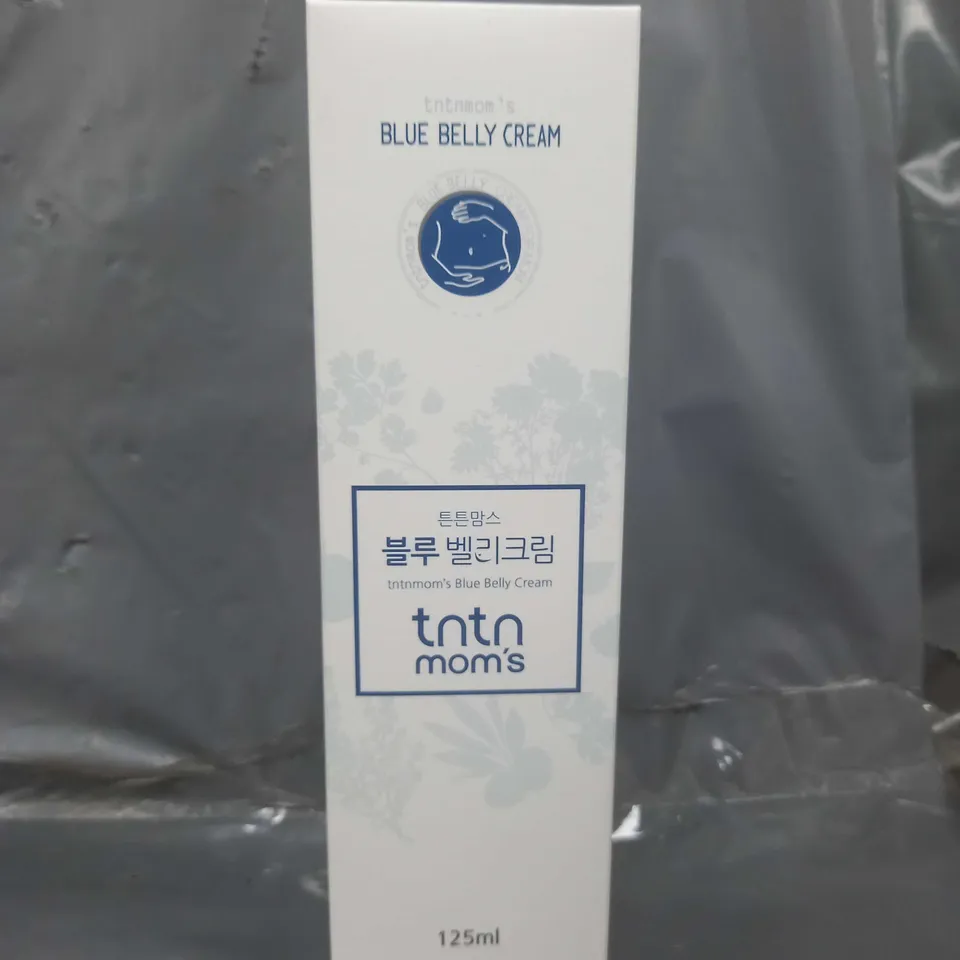 tntnmom's
BLUE BELLY CREAM
튼튼맘스
블루 벨리크림
tntnmom's Blue Belly Cream
tntn
mom's
125ml